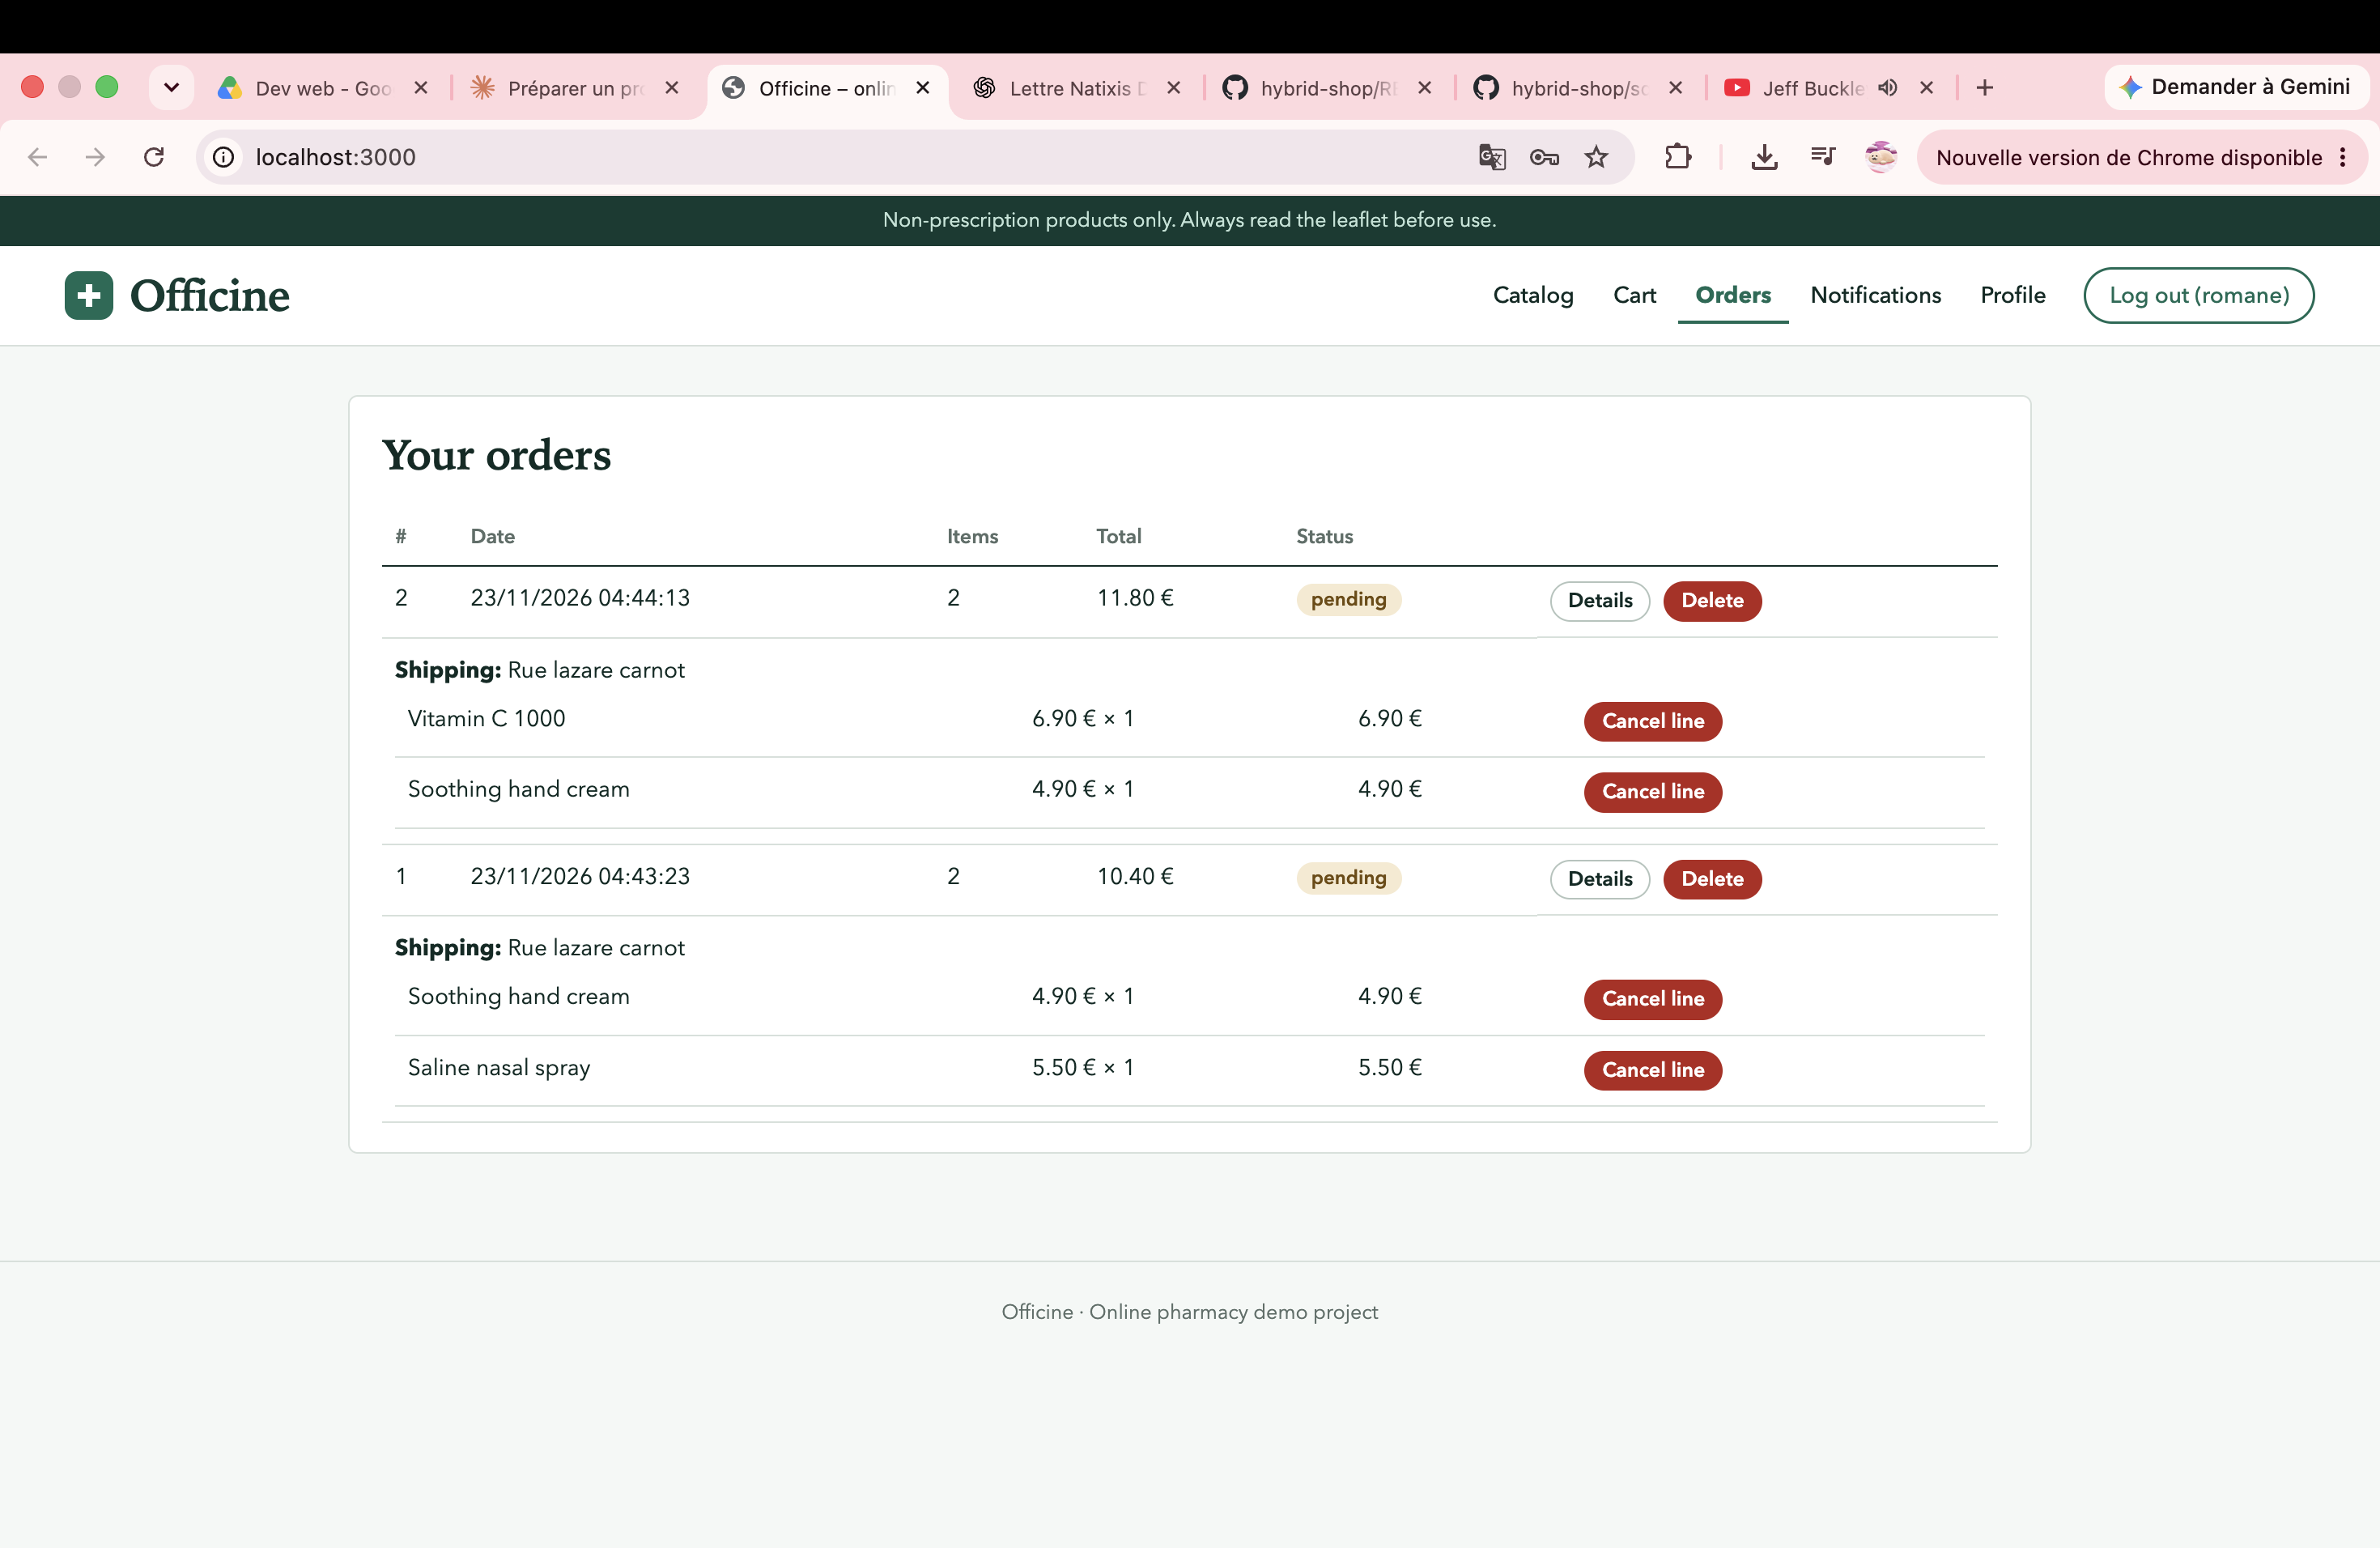 Dev web - Goo
Préparer un pr
Officine – onlin
Lettre Natixis D
hybrid-shop/RE
hybrid-shop/sc
Jeff Buckle
Demander à Gemini
localhost:3000
Nouvelle version de Chrome disponible
Non-prescription products only. Always read the leaflet before use.
Officine
Catalog Cart Orders Notifications Profile Log out (romane)
Your orders
# Date Items Total Status
2 23/11/2026 04:44:13 2 11.80 € pending Details Delete
Shipping: Rue lazare carnot
Vitamin C 1000 6.90 € × 1 6.90 € Cancel line
Soothing hand cream 4.90 € × 1 4.90 € Cancel line
1 23/11/2026 04:43:23 2 10.40 € pending Details Delete
Shipping: Rue lazare carnot
Soothing hand cream 4.90 € × 1 4.90 € Cancel line
Saline nasal spray 5.50 € × 1 5.50 € Cancel line
Officine · Online pharmacy demo project